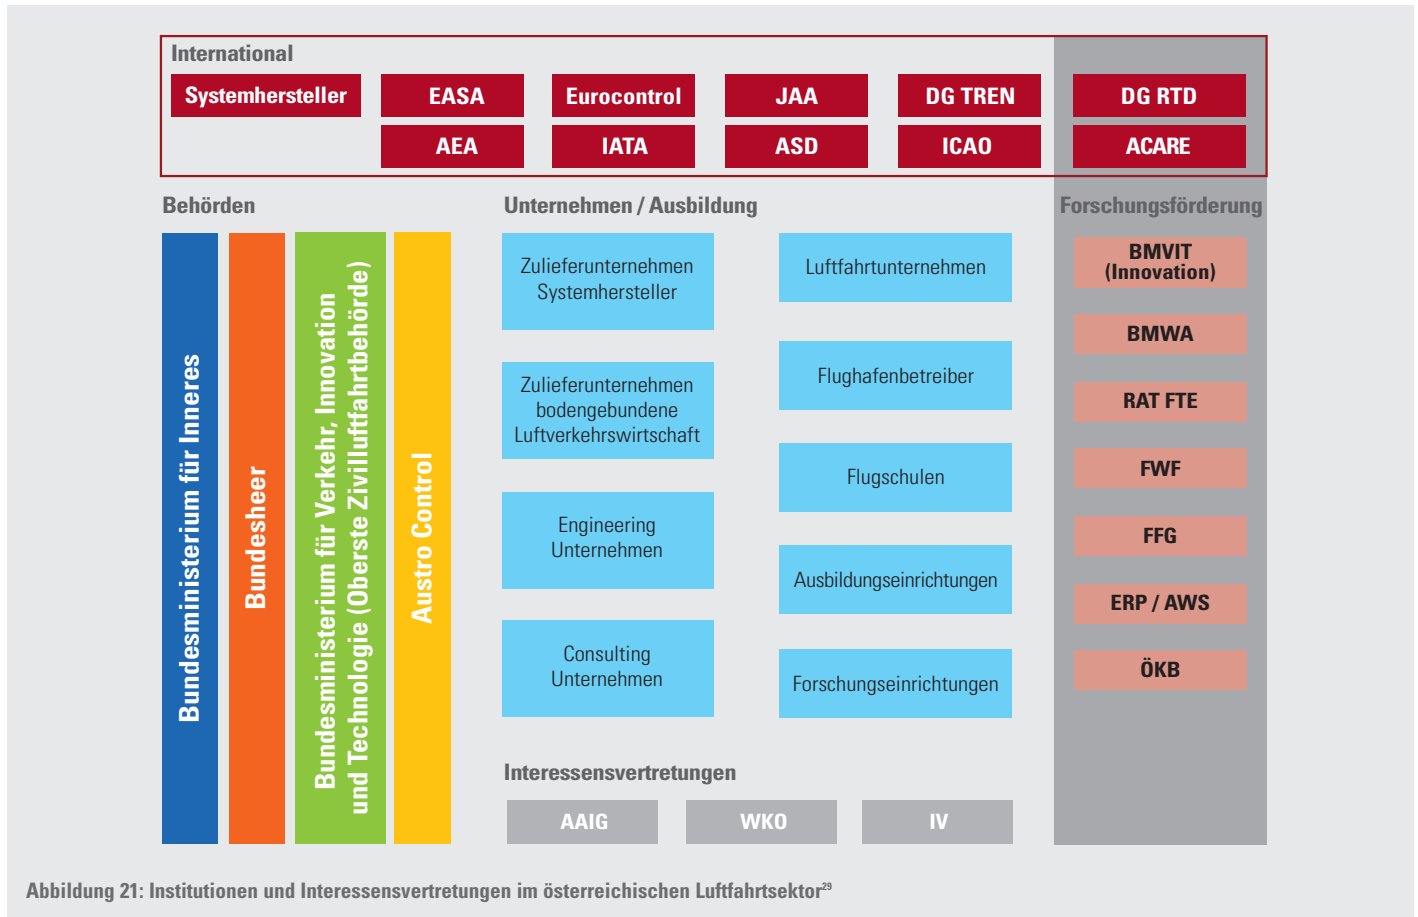 International
Systemhersteller
EASA
Eurocontrol
JAA
DG TREN
DG RTD
AEA
IATA
ASD
ICAO
ACARE
Behörden
Unternehmen / Ausbildung
Forschungsförderung
Bundesministerium für Inneres
Bundesheer
Bundesministerium für Verkehr, Innovation
und Technologie (Oberste Zivilluftfahrtbehörde)
Austro Control
Zulieferunternehmen
Systemhersteller
Zulieferunternehmen
bodengebundene
Luftverkehrswirtschaft
Engineering
Unternehmen
Consulting
Unternehmen
Luftfahrtunternehmen
Flughafenbetreiber
Flugschulen
Ausbildungseinrichtungen
Forschungseinrichtungen
BMVIT
(Innovation)
BMWA
RAT FTE
FWF
FFG
ERP / AWS
ÖKB
Interessensvertretungen
AAIG
WKO
IV
Abbildung 21: Institutionen und Interessensvertretungen im österreichischen Luftfahrtsektor²⁹